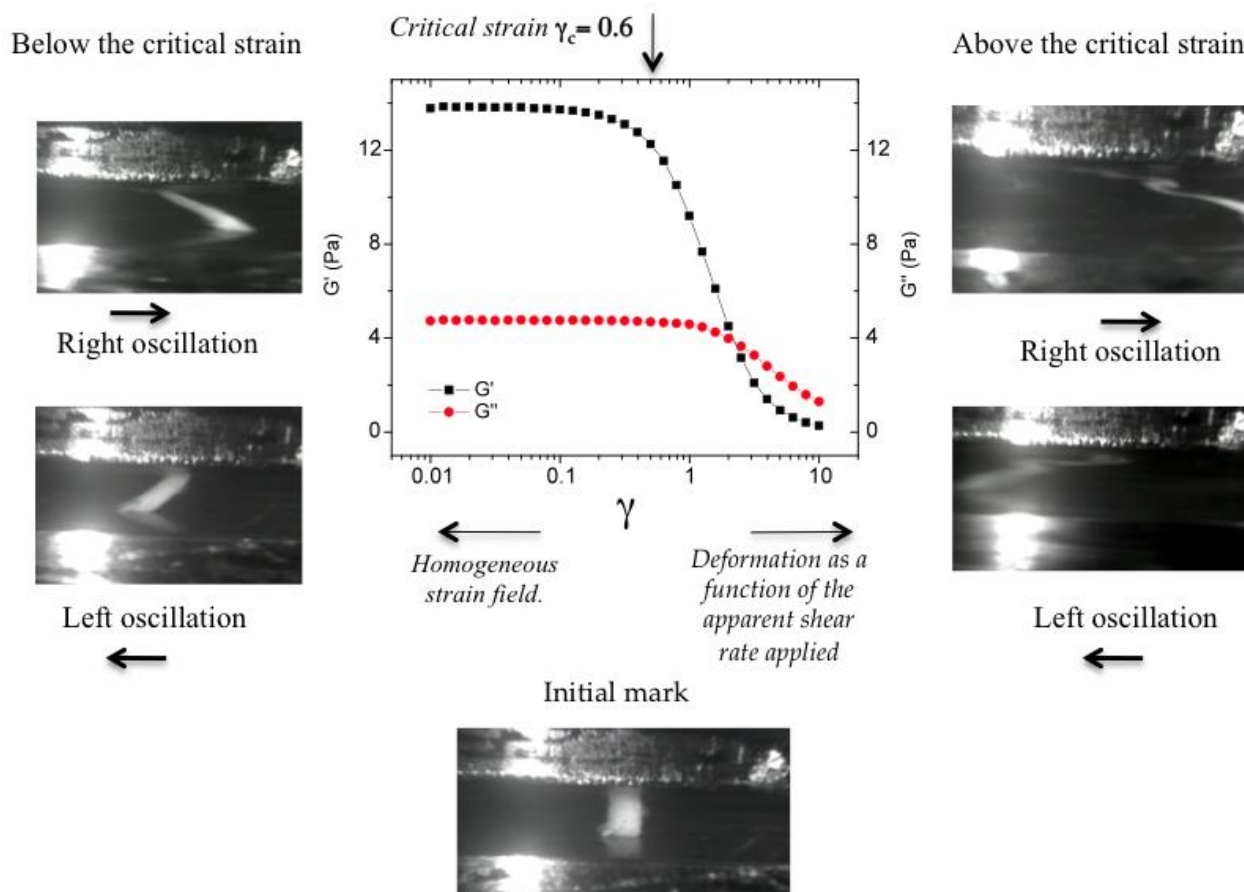 Below the critical strain
Critical strain γc= 0.6
Above the critical strain
12
8
4
0
G' (Pa)
G'
G''
12
8
4
0
G'' (Pa)
0.01
0.1
1
10
γ
Right oscillation
Left oscillation
Right oscillation
Left oscillation
Homogeneous
strain field.
Deformation as a
function of the
apparent shear
rate applied
Initial mark